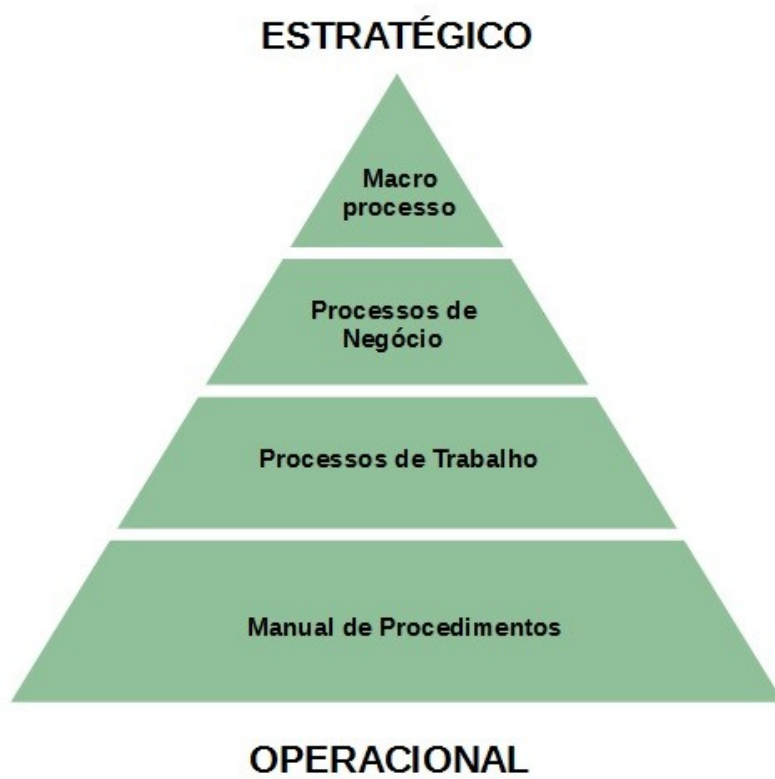 ESTRATÉGICO
Macro
processo
Processos de
Negócio
Processos de Trabalho
Manual de Procedimentos
OPERACIONAL